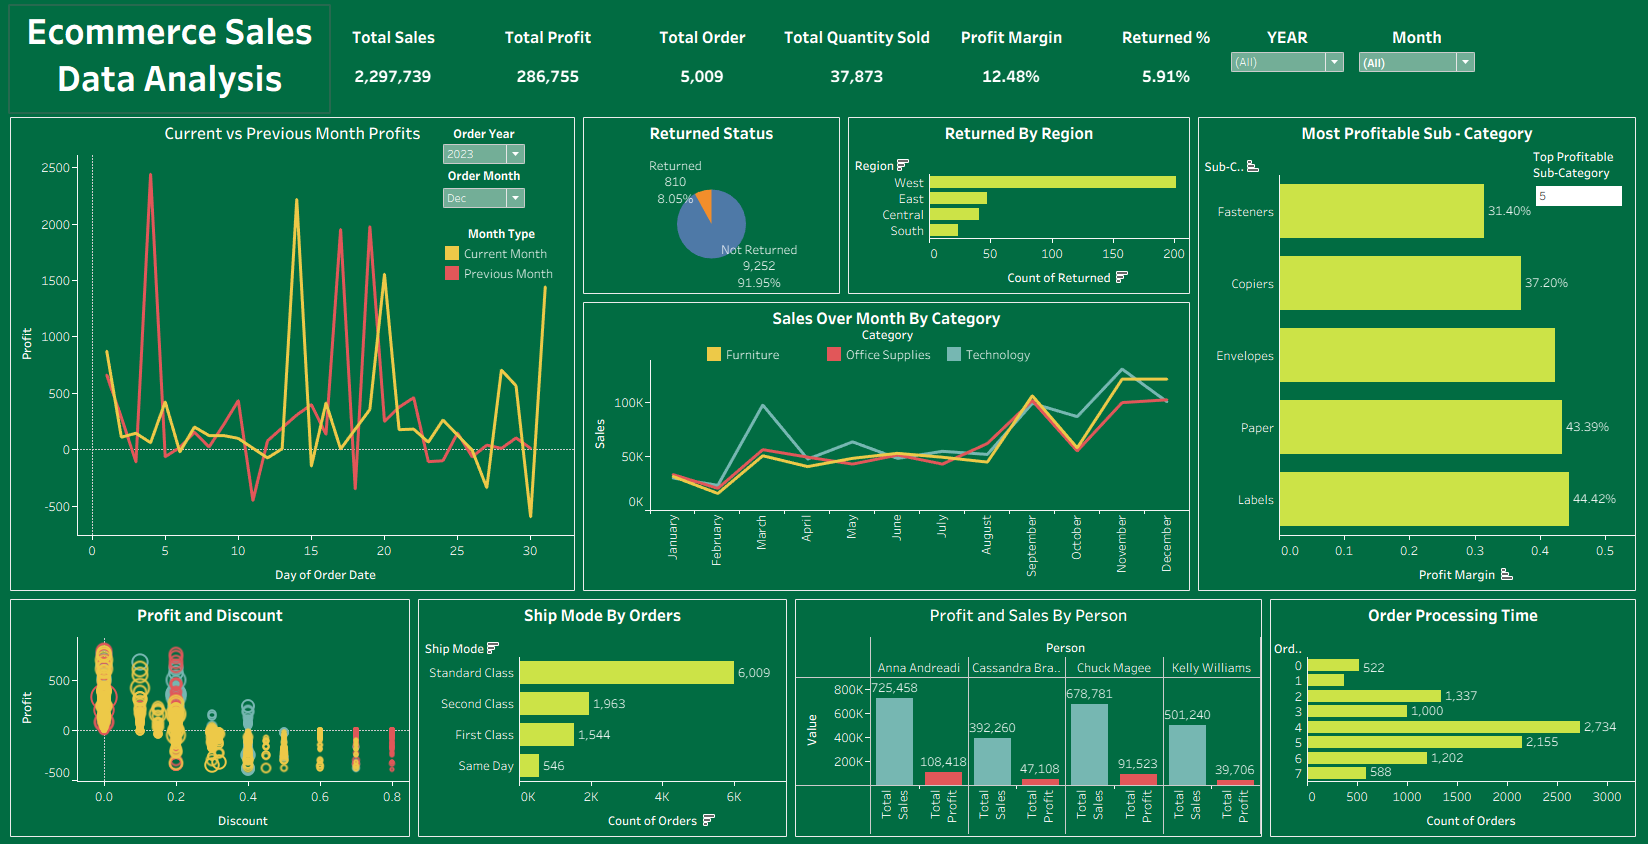 Ecommerce Sales
Data Analysis
Total Sales
2,297,739
Total Profit
286,755
Total Order
5,009
Total Quantity Sold
37,873
Profit Margin
12.48%
Returned %
5.91%
YEAR
(All)
Month
(All)
Current vs Previous Month Profits
Order Year
2023
Order Month
Dec
Month Type
Current Month
Previous Month
Profit
2500
2000
1500
1000
500
0
-500
0 5 10 15 20 25 30
Day of Order Date
Returned Status
Returned
810
8.05%
Not Returned
9,252
91.95%
Returned By Region
Region
West
East
Central
South
0 50 100 150 200
Count of Returned
Sales Over Month By Category
Category
Furniture Office Supplies Technology
Sales
100K
50K
0K
January February March April May June July August September October November December
Most Profitable Sub - Category
Sub-C..
Top Profitable
Sub-Category
5
Fasteners 31.40%
Copiers 37.20%
Envelopes
Paper 43.39%
Labels 44.42%
0.0 0.1 0.2 0.3 0.4 0.5
Profit Margin
Profit and Discount
Profit
500
0
-500
0.0 0.2 0.4 0.6 0.8
Discount
Ship Mode By Orders
Ship Mode
Standard Class 6,009
Second Class 1,963
First Class 1,544
Same Day 546
0K 2K 4K 6K
Count of Orders
Profit and Sales By Person
Person
Anna Andreadi Cassandra Bra.. Chuck Magee Kelly Williams
Value
800K
600K
400K
200K
725,458 108,418 392,260 47,108 678,781 91,523 501,240 39,706
Total Sales Total Profit Total Sales Total Profit Total Sales Total Profit Total Sales Total Profit
Order Processing Time
Ord..
0 522
1
2 1,337
3 1,000
4 2,734
5 2,155
6 1,202
7 588
0 500 1000 1500 2000 2500 3000
Count of Orders